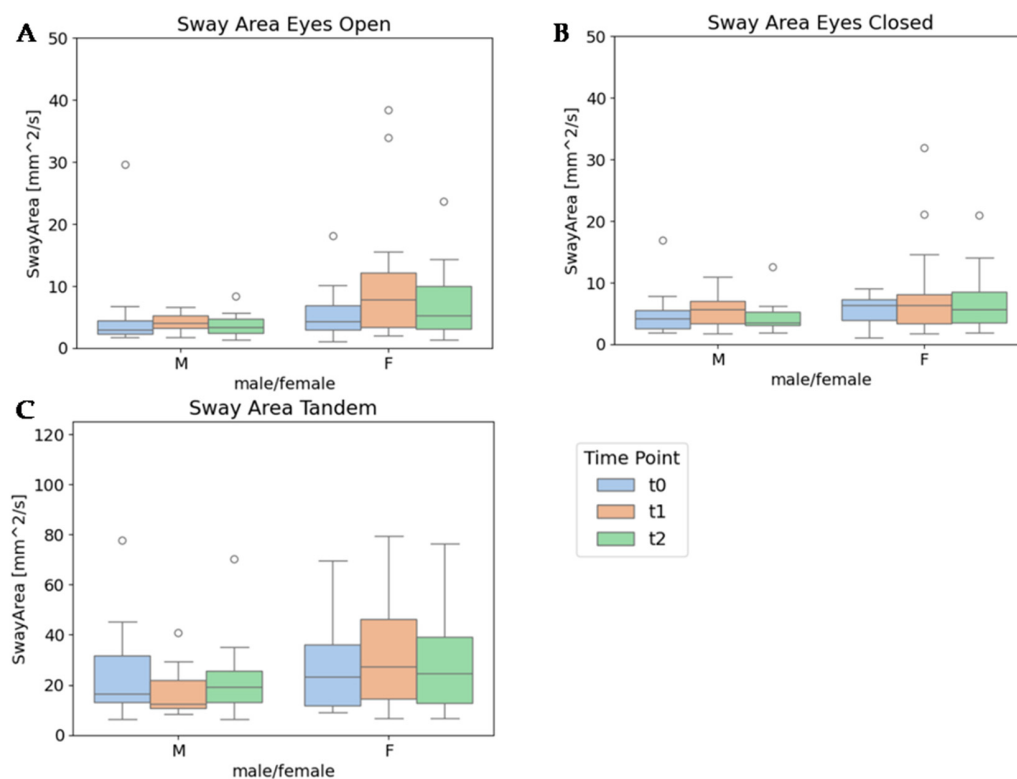 A
Sway Area Eyes Open
50
40
30
20
10
0
SwayArea [mm^2/s]
M
F
male/female
B
Sway Area Eyes Closed
50
40
30
20
10
0
SwayArea [mm^2/s]
M
F
male/female
C
Sway Area Tandem
120
100
80
60
40
20
0
SwayArea [mm^2/s]
M
F
male/female
Time Point
t0
t1
t2